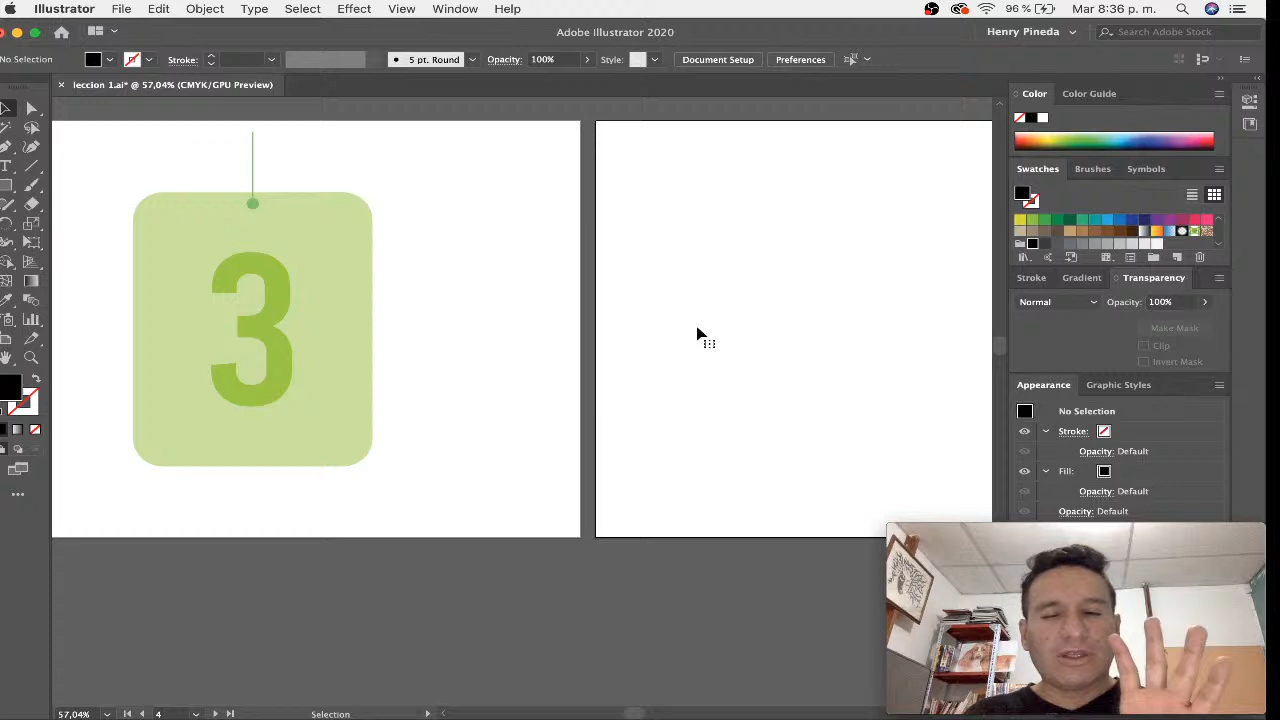 Illustrator File Edit Object Type Select Effect View Window Help 96 % Mar 8:36 p. m.
Adobe Illustrator 2020 Henry Pineda Search Adobe Stock
No Selection Stroke: 5 pt. Round Opacity: 100% Style: Document Setup Preferences
× leccion 1.ai* @ 57,04% (CMYK/GPU Preview)
Color Color Guide
Swatches Brushes Symbols
Stroke Gradient Transparency
Normal Opacity: 100%
Make Mask
Clip
Invert Mask
Appearance Graphic Styles
No Selection
Stroke:
Opacity: Default
Fill:
Opacity: Default
Opacity: Default
3
57,04% 4 Selection